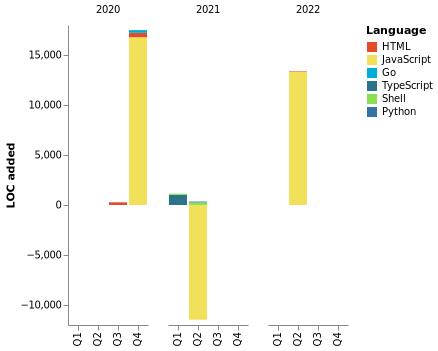 2020 2021 2022
Language
HTML
JavaScript
Go
TypeScript
Shell
Python
LOC added
15,000
10,000
5,000
0
−5,000
−10,000
Q1 Q2 Q3 Q4 Q1 Q2 Q3 Q4 Q1 Q2 Q3 Q4